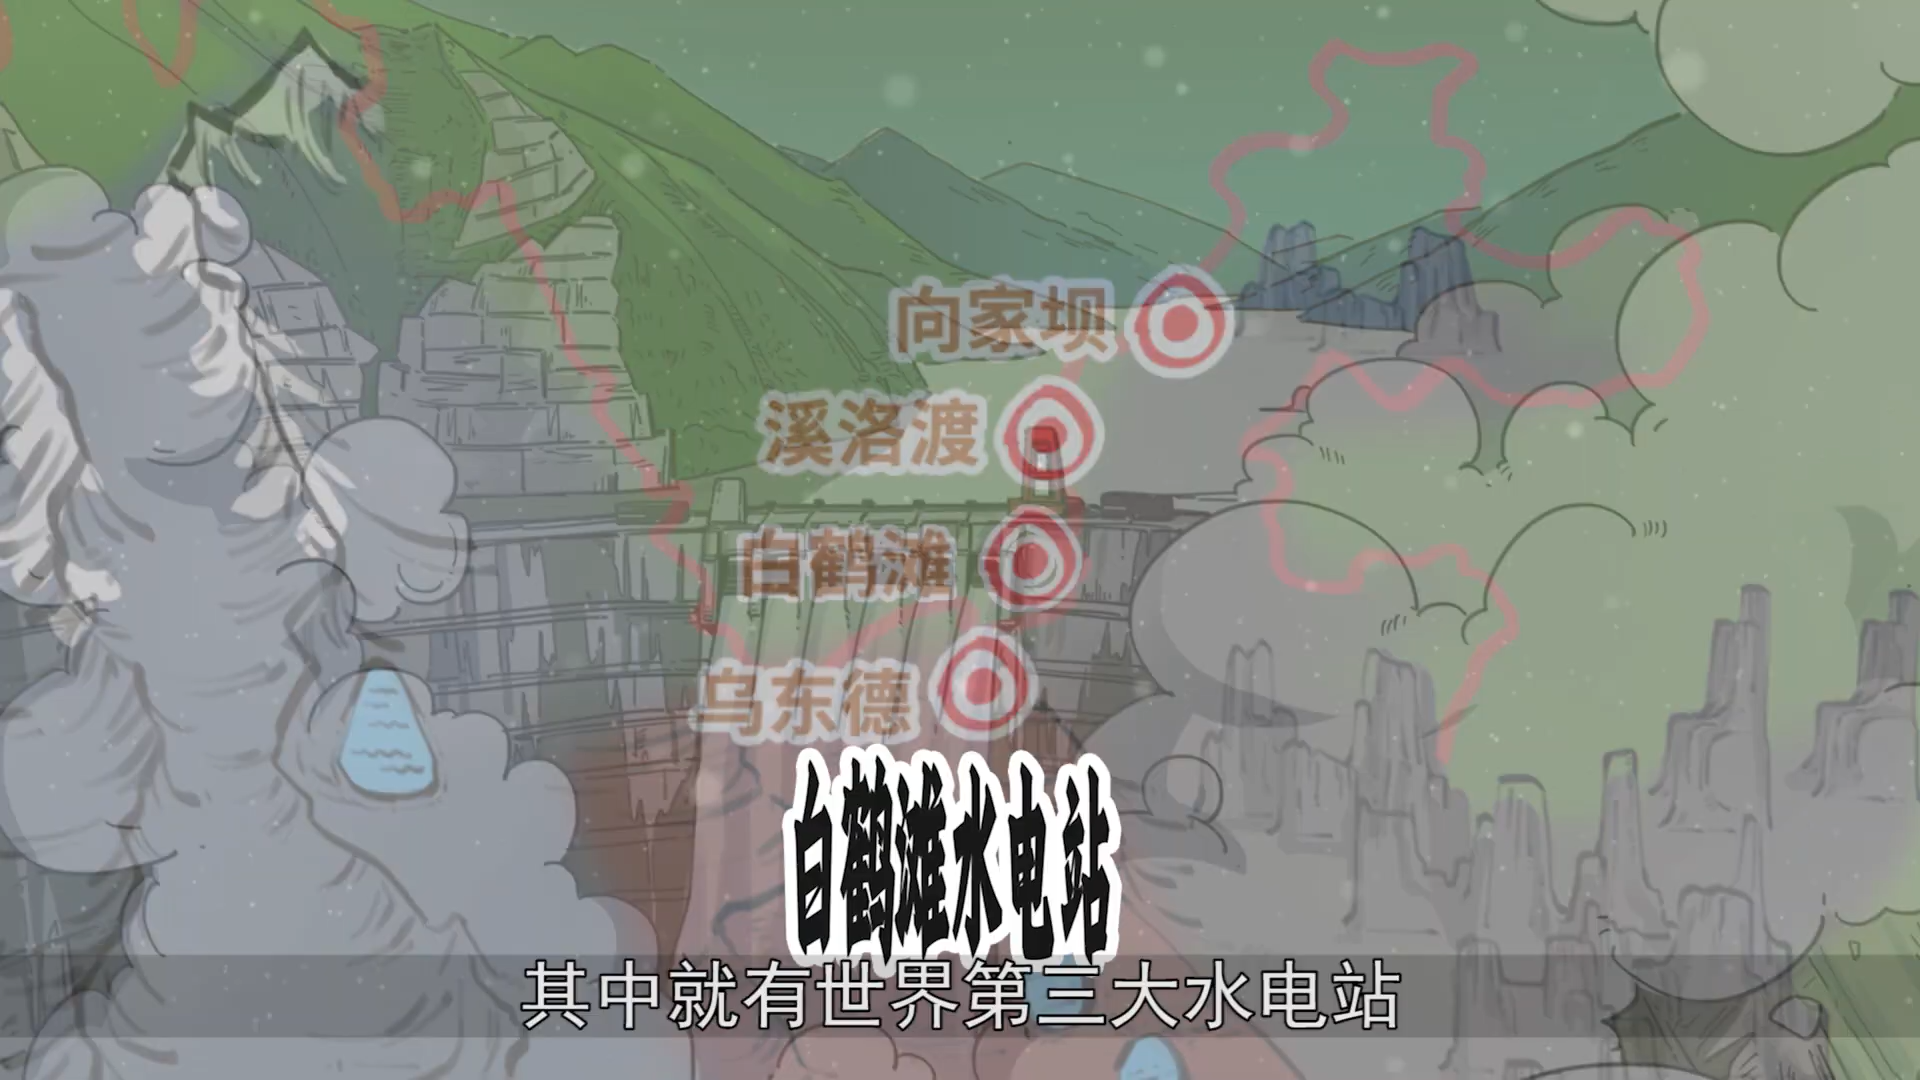 向家坝
溪洛渡
白鹤滩
乌东德
白鹤滩水电站
其中就有世界第三大水电站